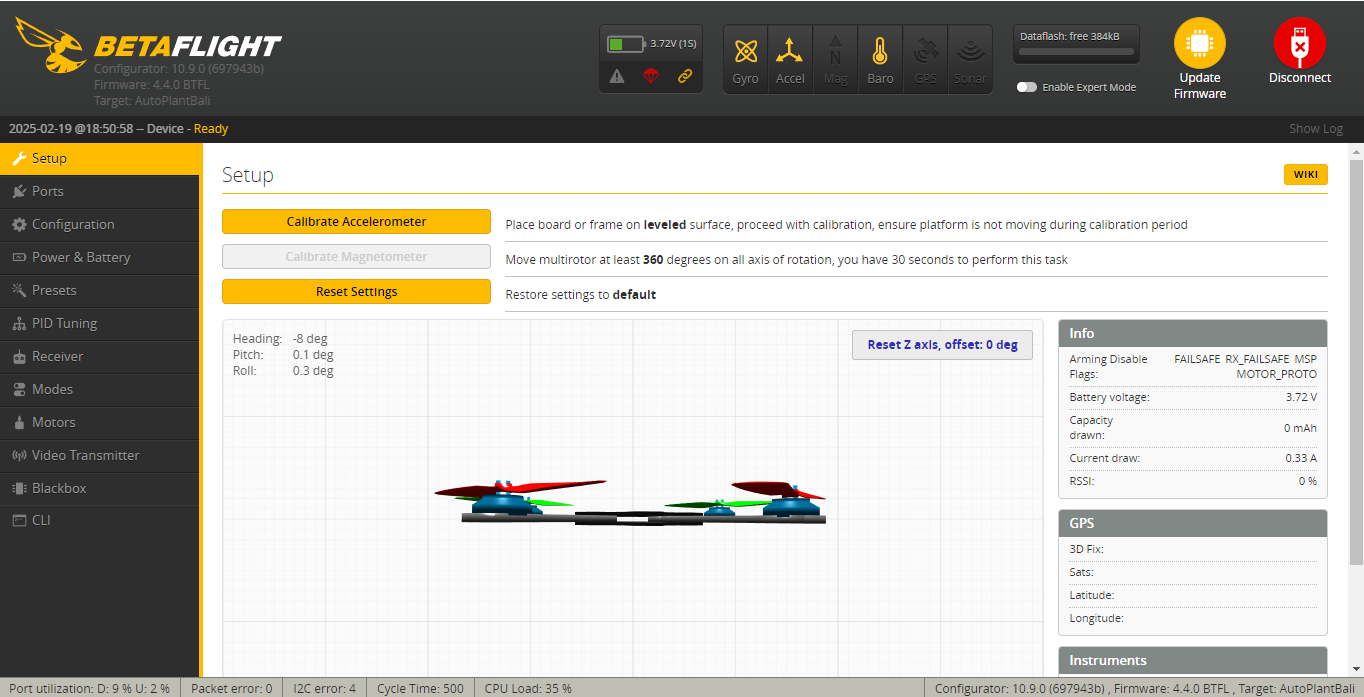 BETAFLIGHT
Configurator: 10.9.0 (697943b)
Firmware: 4.4.0 BTFL
Target: AutoPlantBali
3.72V (1S)
Gyro
Accel
N
Mag
Baro
GPS
Sonar
Dataflash: free 384kB
Enable Expert Mode
Update
Firmware
Disconnect
2025-02-19 @18:50:58 -- Device - Ready
Show Log
Setup
Ports
Configuration
Power & Battery
Presets
PID Tuning
Receiver
Modes
Motors
Video Transmitter
Blackbox
CLI
Setup
WIKI
Calibrate Accelerometer
Place board or frame on leveled surface, proceed with calibration, ensure platform is not moving during calibration period
Calibrate Magnetometer
Move multirotor at least 360 degrees on all axis of rotation, you have 30 seconds to perform this task
Reset Settings
Restore settings to default
Heading: -8 deg
Pitch: 0.1 deg
Roll: 0.3 deg
Reset Z axis, offset: 0 deg
Info
Arming Disable Flags: FAILSAFE RX_FAILSAFE MSP MOTOR_PROTO
Battery voltage: 3.72 V
Capacity drawn: 0 mAh
Current draw: 0.33 A
RSSI: 0 %
GPS
3D Fix:
Sats:
Latitude:
Longitude:
Instruments
Port utilization: D: 9 % U: 2 %
Packet error: 0
I2C error: 4
Cycle Time: 500
CPU Load: 35 %
Configurator: 10.9.0 (697943b) , Firmware: 4.4.0 BTFL , Target: AutoPlantBali